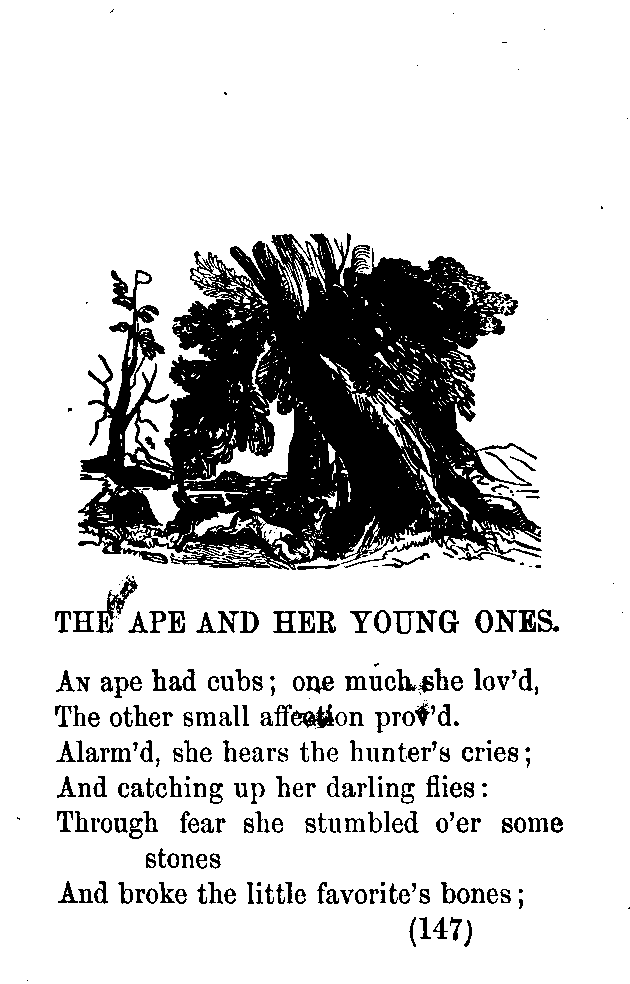 THE APE AND HER YOUNG ONES.
AN ape had cubs; one much she lov'd,
The other small affection prov'd.
Alarm'd, she hears the hunter's cries;
And catching up her darling flies:
Through fear she stumbled o'er some
stones
And broke the little favorite's bones;
(147)